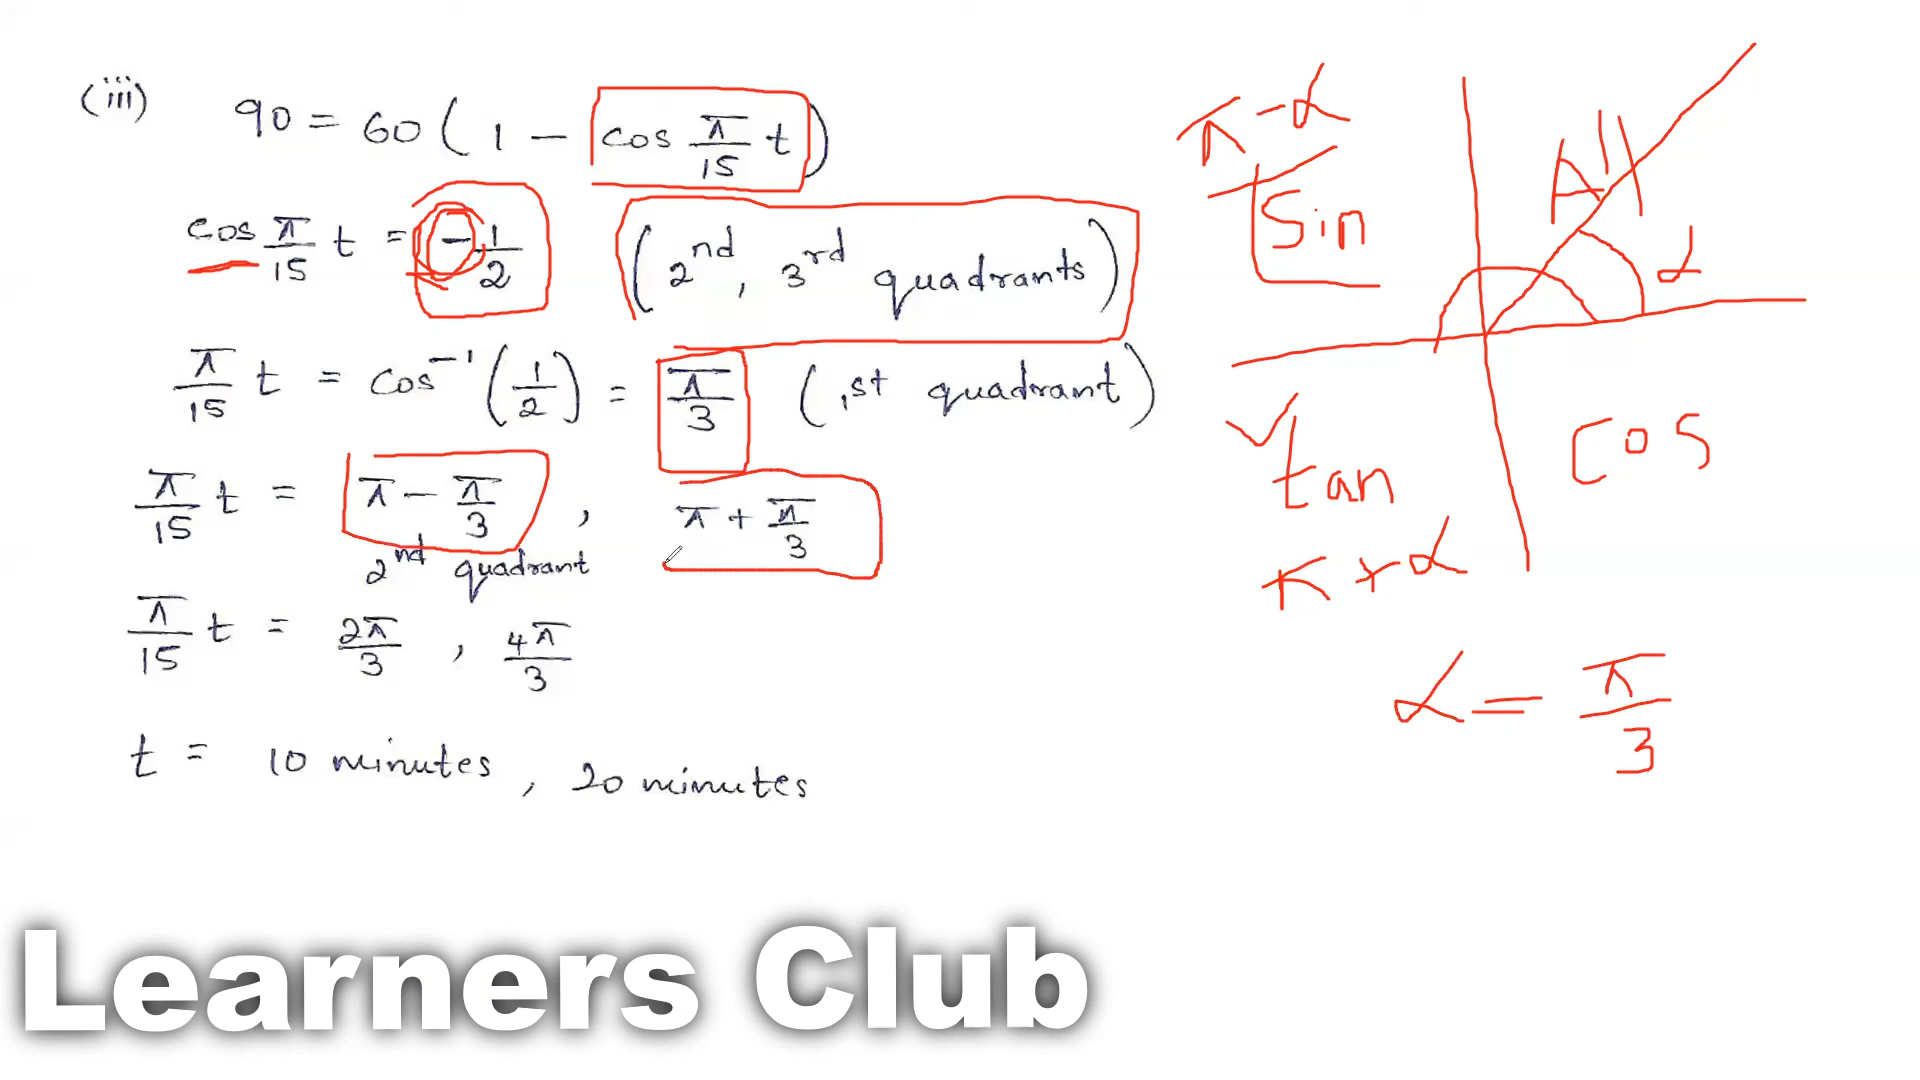 (iii) 90 = 60 ( 1 − cos π/15 t )
cos π/15 t = −1/2 ( 2nd, 3rd quadrants )
π/15 t = cos⁻¹ (1/2) = π/3 ( 1st quadrant )
π/15 t = π − π/3 , π + π/3
2nd quadrant
π/15 t = 2π/3 , 4π/3
t = 10 minutes , 20 minutes
π − α
Sin
All
α
tan
cos
π + α
α = π/3
Learners Club